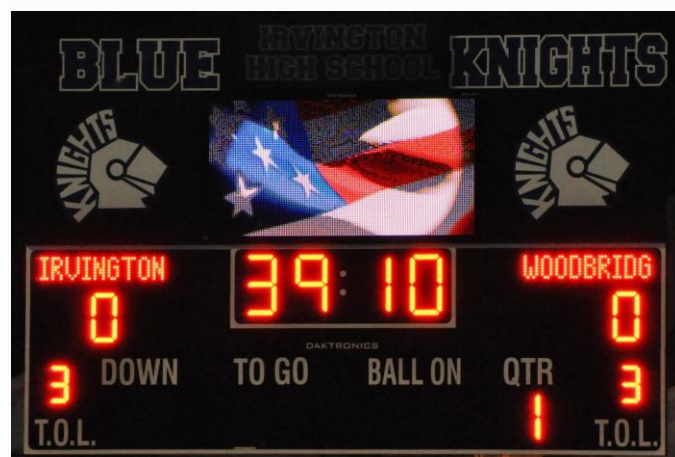 IRVINGTON
BLUE HIGH SCHOOL KNIGHTS
KNIGHTS KNIGHTS
IRVINGTON 39:10 WOODBRIDG
0 0
DAKTRONICS
3 DOWN TO GO BALL ON QTR 3
1
T.O.L. T.O.L.